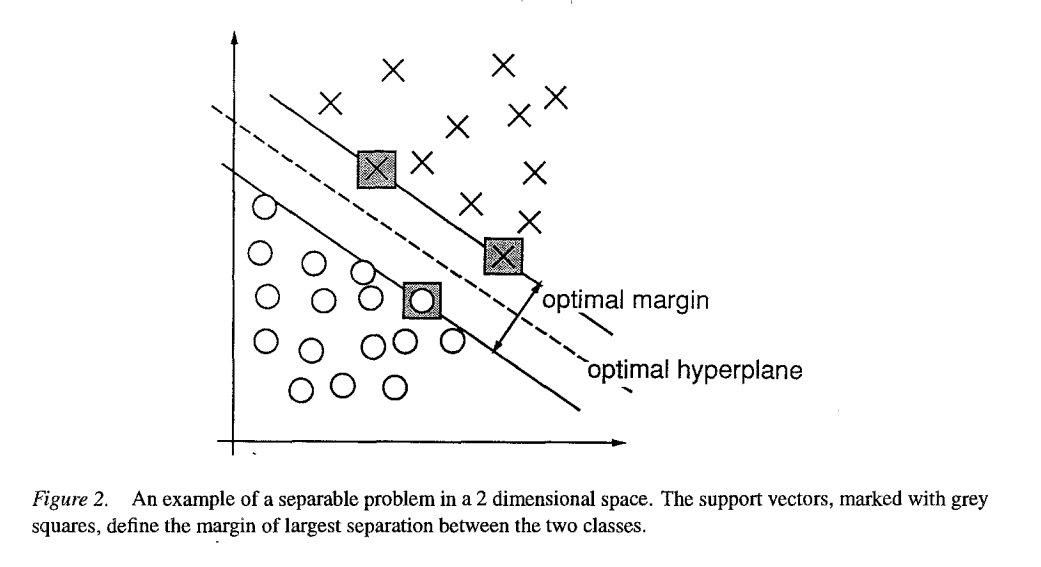 optimal margin
optimal hyperplane
Figure 2. An example of a separable problem in a 2 dimensional space. The support vectors, marked with grey
squares, define the margin of largest separation between the two classes.